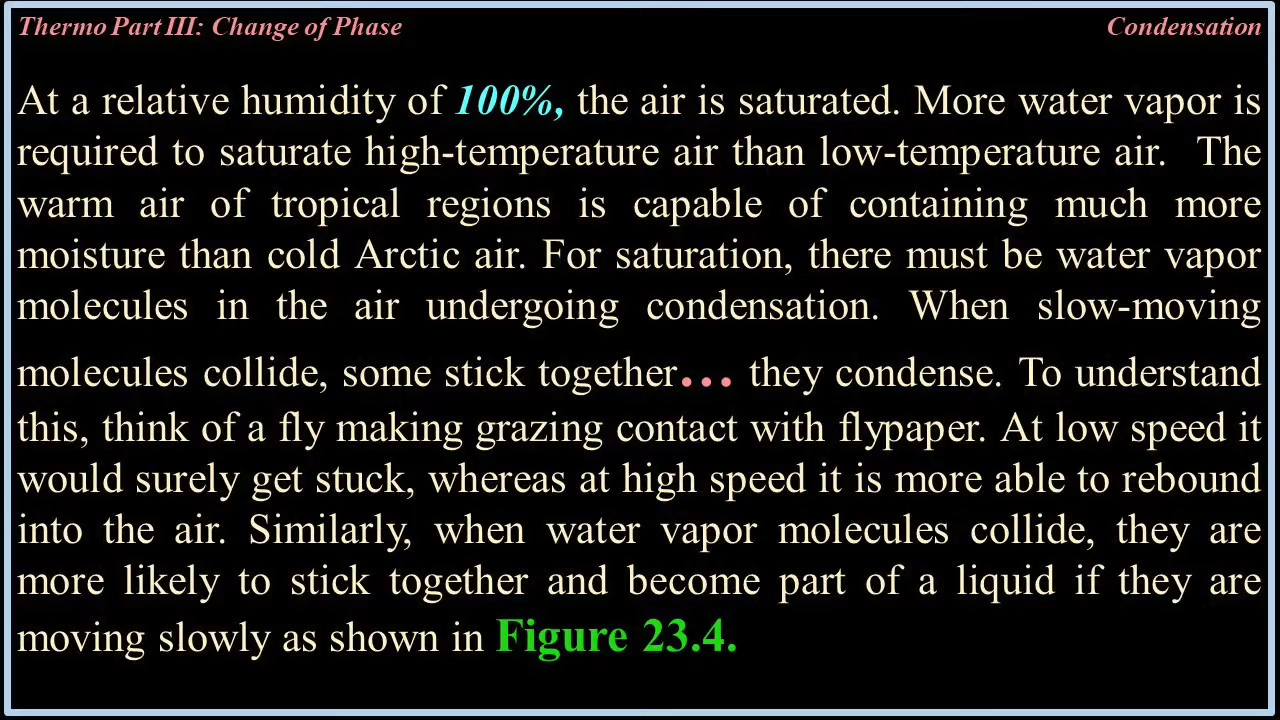 Thermo Part III: Change of Phase Condensation
At a relative humidity of 100%, the air is saturated. More water vapor is
required to saturate high-temperature air than low-temperature air. The
warm air of tropical regions is capable of containing much more
moisture than cold Arctic air. For saturation, there must be water vapor
molecules in the air undergoing condensation. When slow-moving
molecules collide, some stick together... they condense. To understand
this, think of a fly making grazing contact with flypaper. At low speed it
would surely get stuck, whereas at high speed it is more able to rebound
into the air. Similarly, when water vapor molecules collide, they are
more likely to stick together and become part of a liquid if they are
moving slowly as shown in Figure 23.4.